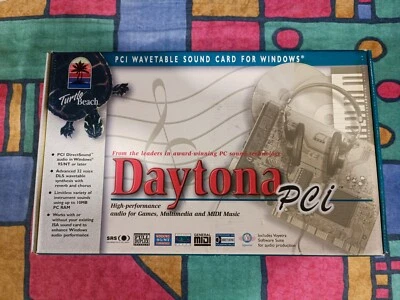 PCI WAVETABLE SOUND CARD FOR WINDOWS®
Turtle
Beach
From the leaders in award-winning PC sound
Daytona
PCi
High-performance
audio for Games, Multimedia and MIDI Music
• PCI DirectSound™
audio in Windows®
95/NT or later
• Advanced 32 voice
DLS wavetable
synthesis with
reverb and chorus
• Limitless variety of
instrument sounds
using up to 10MB
PC RAM
• Works with or
without your existing
ISA sound card to
enhance Windows
audio performance
SRS
GENERAL
MIDI
Includes Voyetra
Software Suite
for audio production